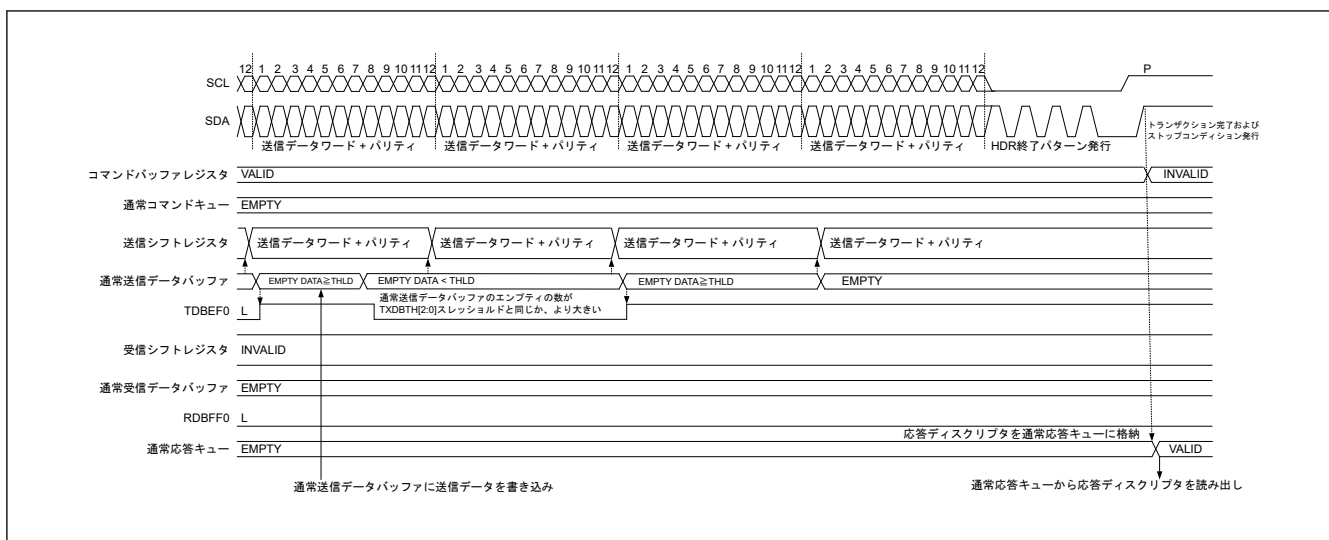 12 1 2 3 4 5 6 7 8 9 10 11 12 1 2 3 4 5 6 7 8 9 10 11 12 1 2 3 4 5 6 7 8 9 10 11 12 1 2 3 4 5 6 7 8 9 10 11 12 P
SCL
SDA
トランザクション完了および
ストップコンディション発行
送信データワード + パリティ 送信データワード + パリティ 送信データワード + パリティ 送信データワード + パリティ HDR終了パターン発行
コマンドバッファレジスタ VALID INVALID
通常コマンドキュー EMPTY
送信シフトレジスタ 送信データワード + パリティ 送信データワード + パリティ 送信データワード + パリティ 送信データワード + パリティ
通常送信データバッファ EMPTY DATA≧THLD EMPTY DATA < THLD EMPTY DATA≧THLD EMPTY
通常送信データバッファのエンプティの数が
TXDBTH[2:0]スレッショルドと同じか、より大きい
TDBEF0 L
受信シフトレジスタ INVALID
通常受信データバッファ EMPTY
RDBFF0 L
応答ディスクリプタを通常応答キューに格納
通常応答キュー EMPTY VALID
通常送信データバッファに送信データを書き込み 通常応答キューから応答ディスクリプタを読み出し